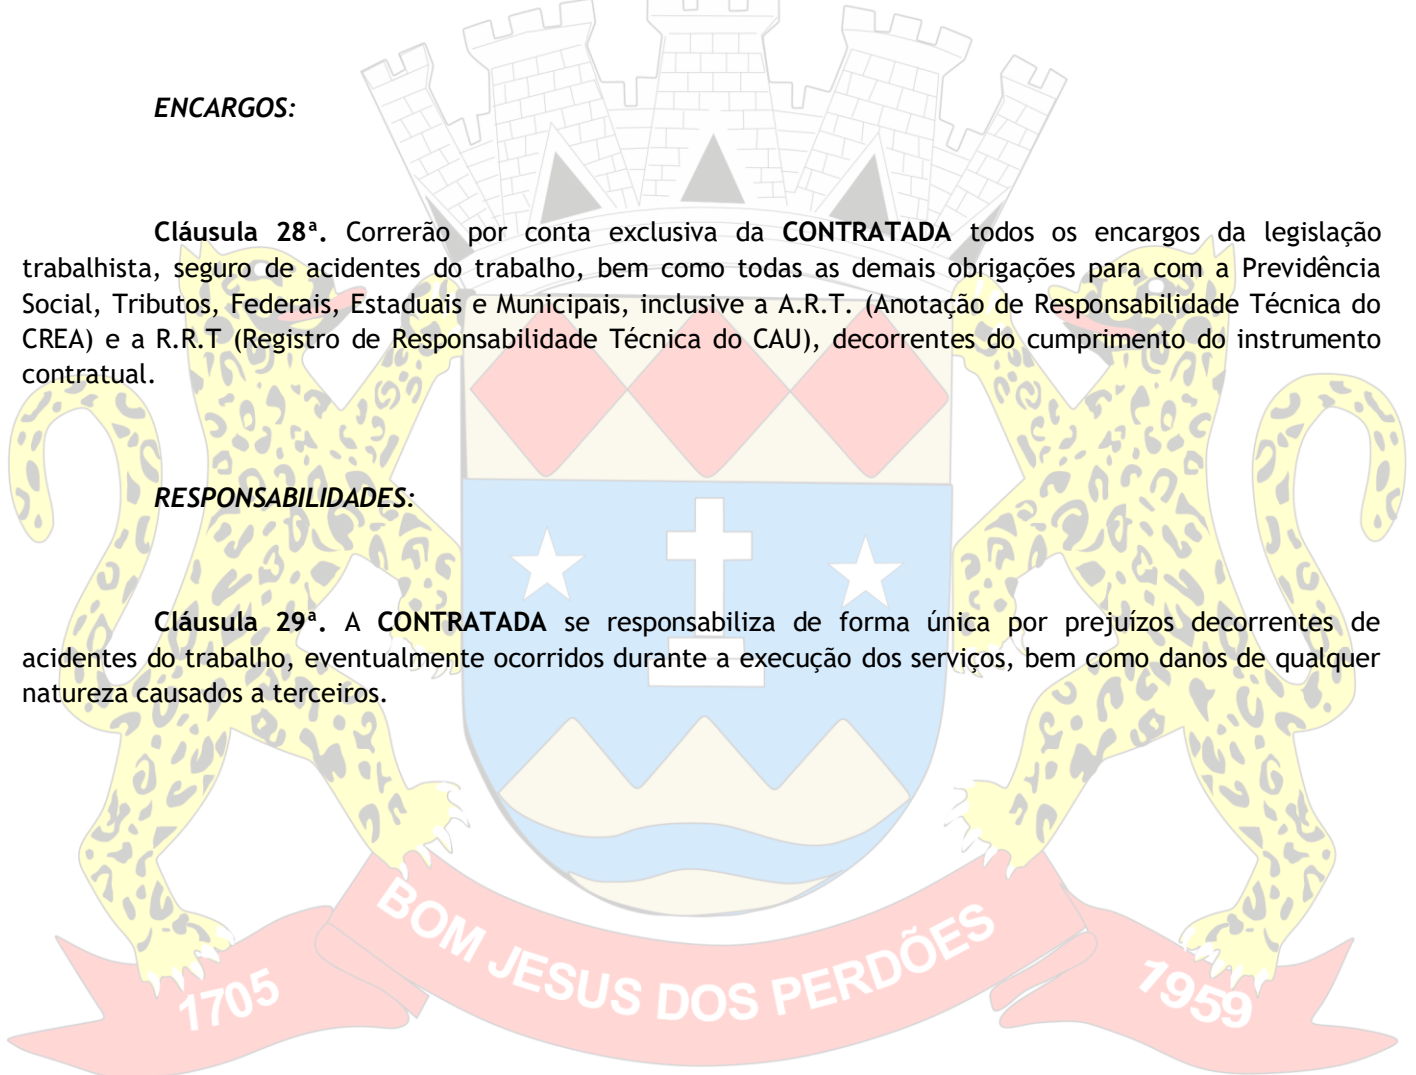 ENCARGOS:
Cláusula 28ª. Correrão por conta exclusiva da CONTRATADA todos os encargos da legislação
trabalhista, seguro de acidentes do trabalho, bem como todas as demais obrigações para com a Previdência
Social, Tributos, Federais, Estaduais e Municipais, inclusive a A.R.T. (Anotação de Responsabilidade Técnica do
CREA) e a R.R.T (Registro de Responsabilidade Técnica do CAU), decorrentes do cumprimento do instrumento
contratual.
RESPONSABILIDADES:
Cláusula 29ª. A CONTRATADA se responsabiliza de forma única por prejuízos decorrentes de
acidentes do trabalho, eventualmente ocorridos durante a execução dos serviços, bem como danos de qualquer
natureza causados a terceiros.
1705
BOM JESUS DOS PERDÕES
1959